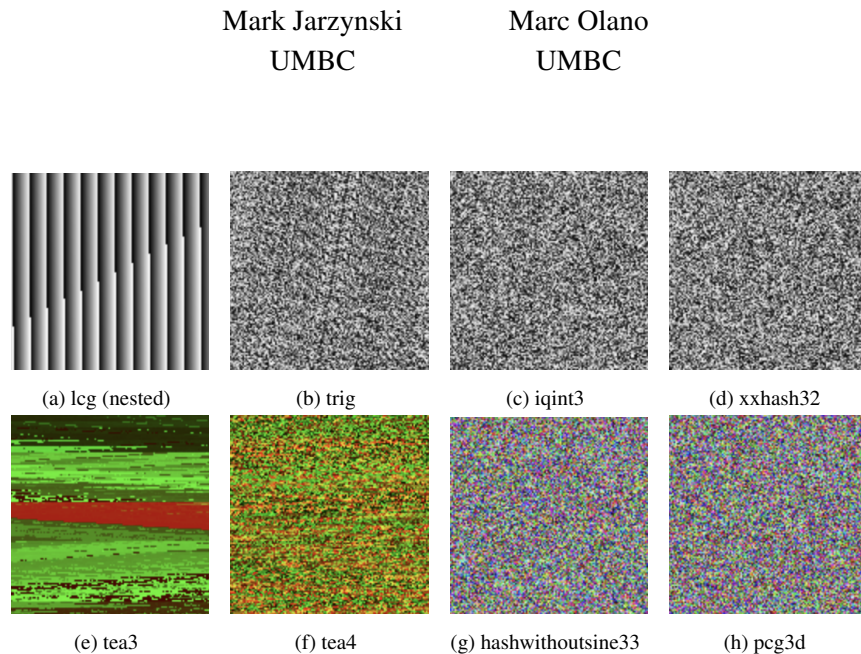 Mark Jarzynski Marc Olano
UMBC UMBC
(a) lcg (nested) (b) trig (c) iqint3 (d) xxhash32
(e) tea3 (f) tea4 (g) hashwithoutsine33 (h) pcg3d